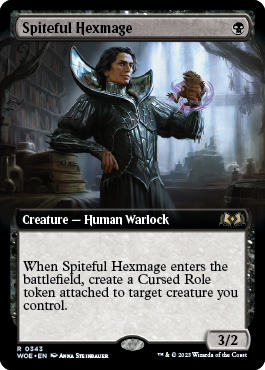 Spiteful Hexmage
Creature — Human Warlock
When Spiteful Hexmage enters the
battlefield, create a Cursed Role
token attached to target creature you
control.
3/2
R 0343
WOE • EN Anna Steinbauer
™ & © 2023 Wizards of the Coast